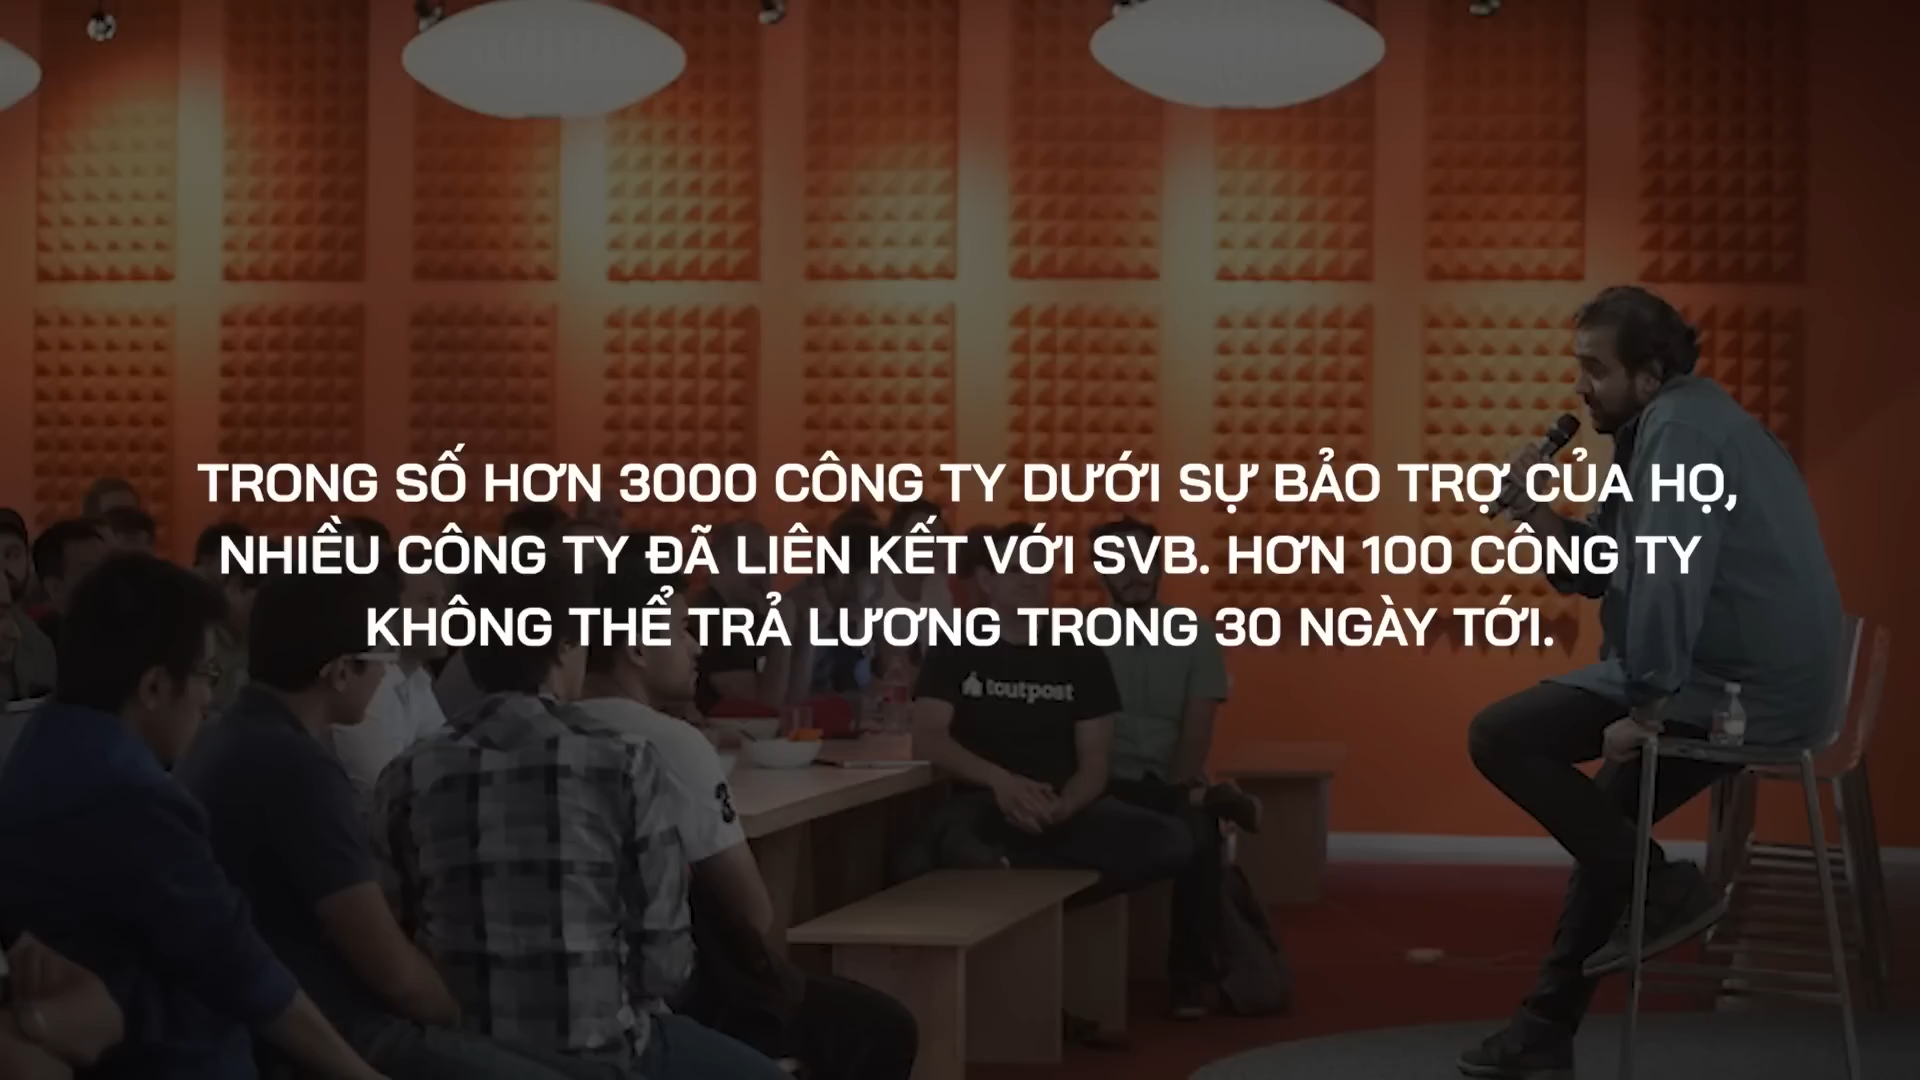 TRONG SỐ HƠN 3000 CÔNG TY DƯỚI SỰ BẢO TRỢ CỦA HỌ,
NHIỀU CÔNG TY ĐÃ LIÊN KẾT VỚI SVB. HƠN 100 CÔNG TY
KHÔNG THỂ TRẢ LƯƠNG TRONG 30 NGÀY TỚI.
toutpost